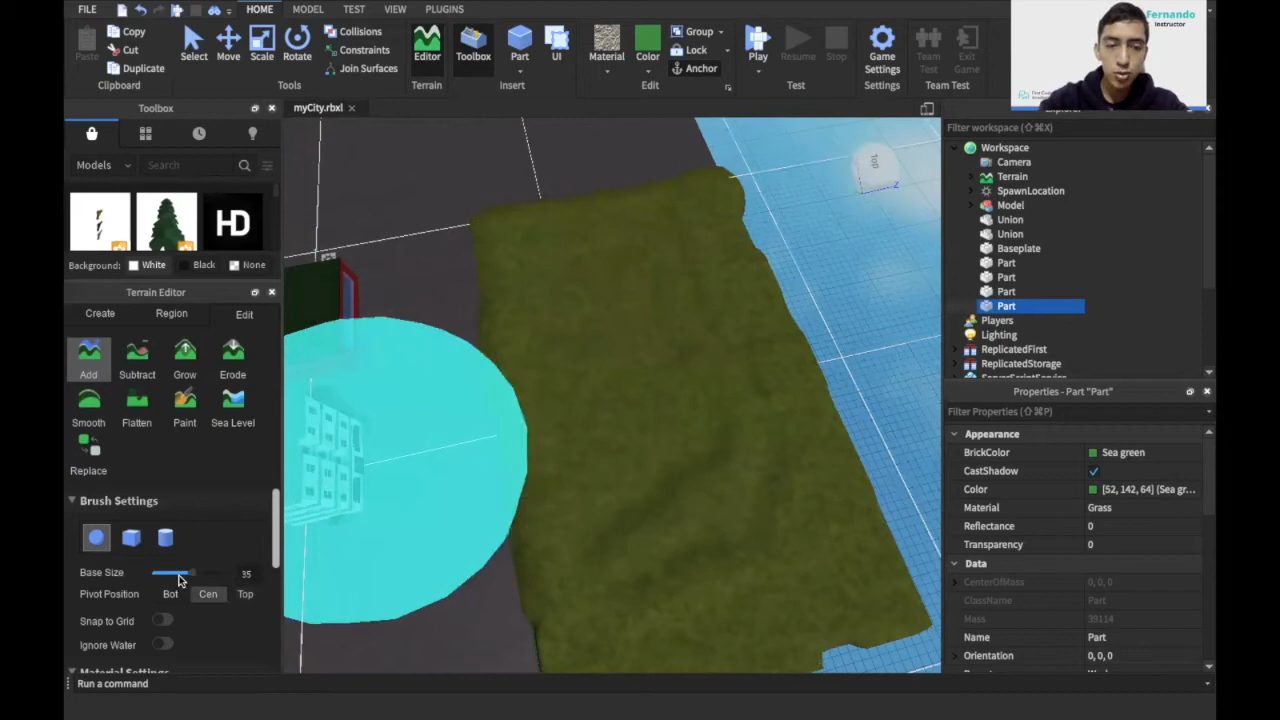 FILE HOME MODEL TEST VIEW PLUGINS
Fernando
Instructor
Paste Copy Cut Duplicate
Clipboard
Select Move Scale Rotate
Collisions
Constraints
Join Surfaces
Tools
Editor
Terrain
Toolbox Part UI
Insert
Material Color
Group
Lock
Anchor
Edit
Play Resume Stop
Test
Game Settings
Settings
Team Test Exit Game
Team Test
Toolbox
myCity.rbxl
Models Search
HD
Background: White Black None
Terrain Editor
Create Region Edit
Add Subtract Grow Erode
Smooth Flatten Paint Sea Level
Replace
Brush Settings
Base Size 35
Pivot Position Bot Cen Top
Snap to Grid
Ignore Water
Material Settings
Run a command
Top
Z
Filter workspace (⇧⌘X)
Workspace
Camera
Terrain
SpawnLocation
Model
Union
Union
Baseplate
Part
Part
Part
Part
Players
Lighting
ReplicatedFirst
ReplicatedStorage
ServerScriptService
Properties - Part "Part"
Filter Properties (⇧⌘P)
Appearance
BrickColor Sea green
CastShadow
Color [52, 142, 64] (Sea gr...
Material Grass
Reflectance 0
Transparency 0
Data
CenterOfMass 0, 0, 0
ClassName Part
Mass 39114
Name Part
Orientation 0, 0, 0